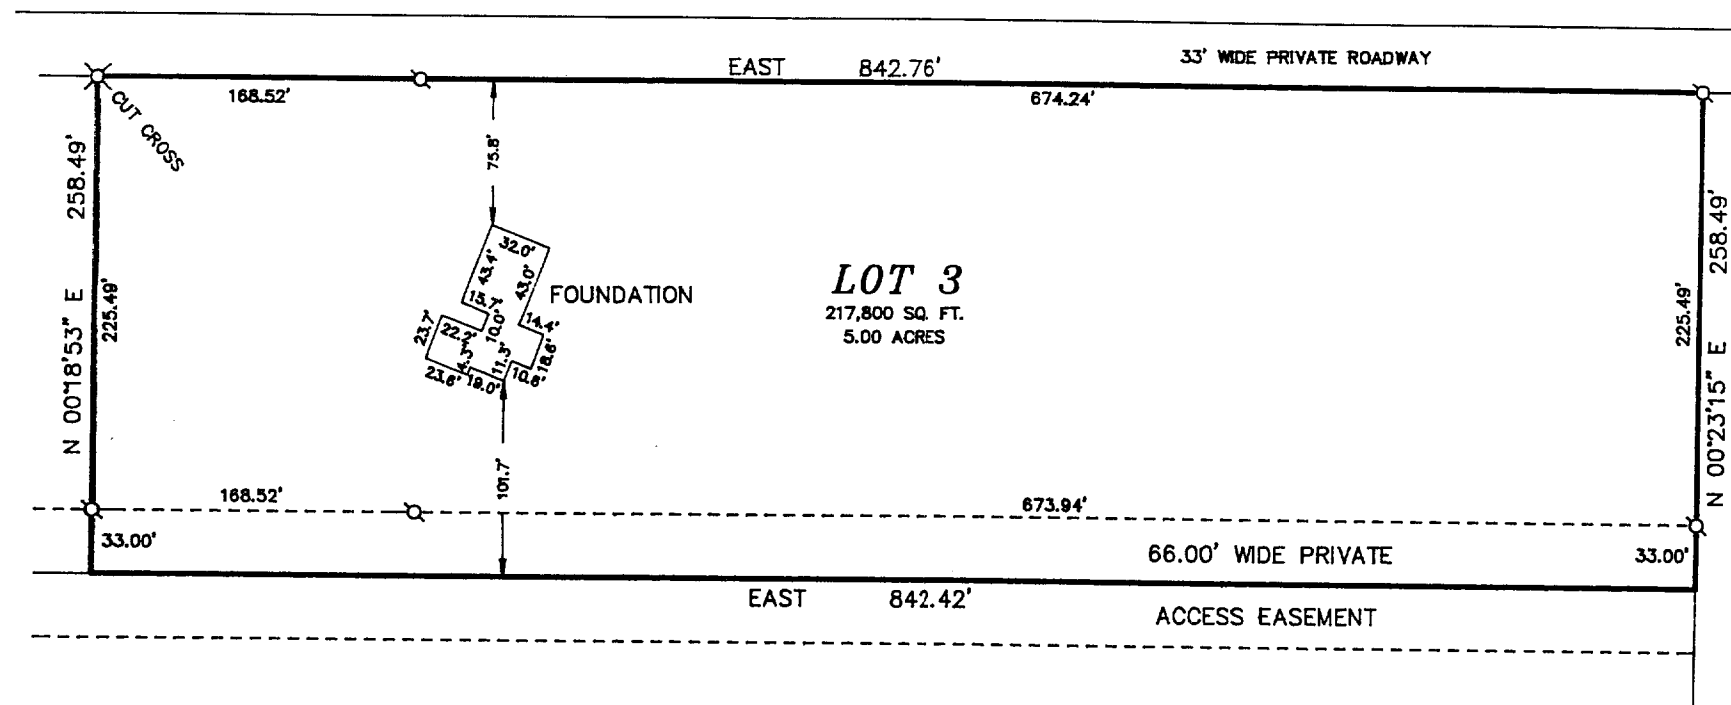 33' WIDE PRIVATE ROADWAY
EAST 842.76'
168.52'
674.24'
CUT CROSS
N 00°18'53" E 258.49'
225.49'
75.8'
32.0'
43.4'
43.0'
FOUNDATION
15.7'
10.0'
14.4'
18.6'
23.7'
22.2'
4.3'
11.3'
10.8'
23.6'
19.0'
LOT 3
217,800 SQ. FT.
5.00 ACRES
225.49'
N 00°23'15" E 258.49'
101.7'
168.52'
673.94'
33.00'
66.00' WIDE PRIVATE
33.00'
EAST 842.42'
ACCESS EASEMENT